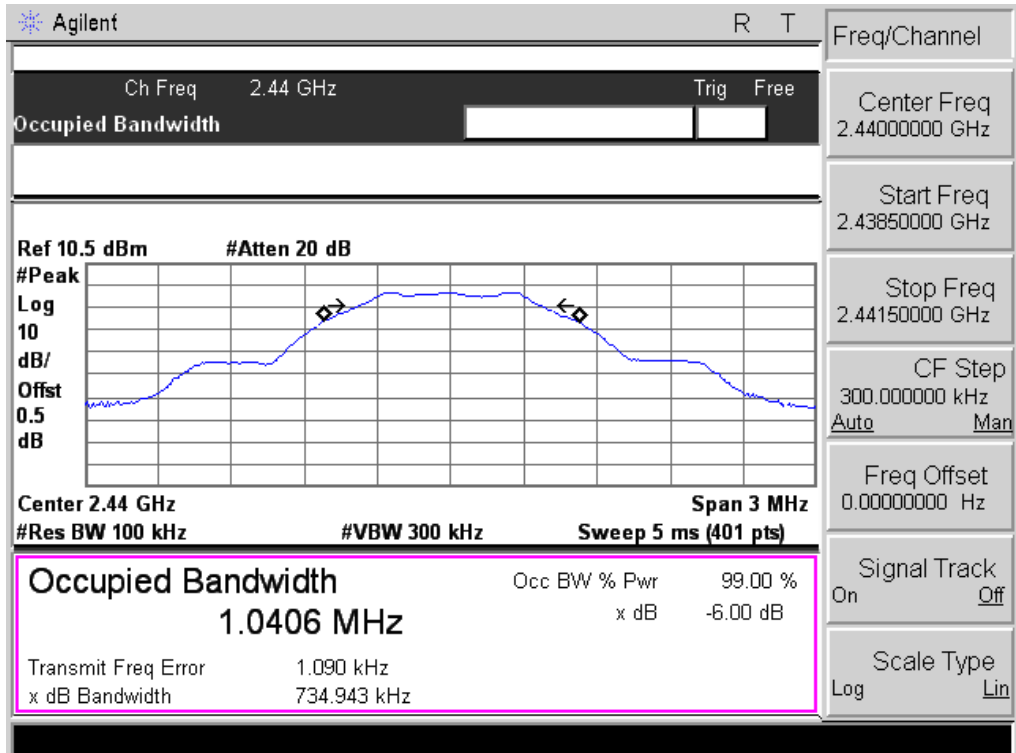 Agilent R T
Ch Freq 2.44 GHz Trig Free
Occupied Bandwidth
Ref 10.5 dBm #Atten 20 dB
#Peak
Log
10
dB/
Offst
0.5
dB
Center 2.44 GHz Span 3 MHz
#Res BW 100 kHz #VBW 300 kHz Sweep 5 ms (401 pts)
Occupied Bandwidth Occ BW % Pwr 99.00 %
1.0406 MHz x dB -6.00 dB
Transmit Freq Error 1.090 kHz
x dB Bandwidth 734.943 kHz
Freq/Channel
Center Freq
2.44000000 GHz
Start Freq
2.43850000 GHz
Stop Freq
2.44150000 GHz
CF Step
300.000000 kHz
Auto Man
Freq Offset
0.00000000 Hz
Signal Track
On Off
Scale Type
Log Lin